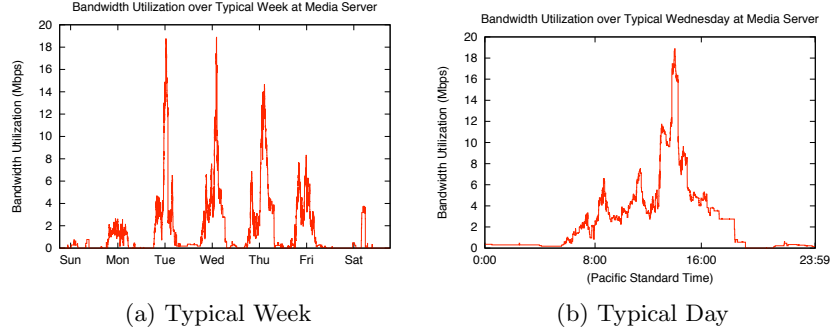 Bandwidth Utilization over Typical Week at Media Server
Bandwidth Utilization (Mbps)
20
18
16
14
12
10
8
6
4
2
0
Sun Mon Tue Wed Thu Fri Sat
(a) Typical Week
Bandwidth Utilization over Typical Wednesday at Media Server
Bandwidth Utilization (Mbps)
20
18
16
14
12
10
8
6
4
2
0
0:00 8:00 16:00 23:59
(Pacific Standard Time)
(b) Typical Day